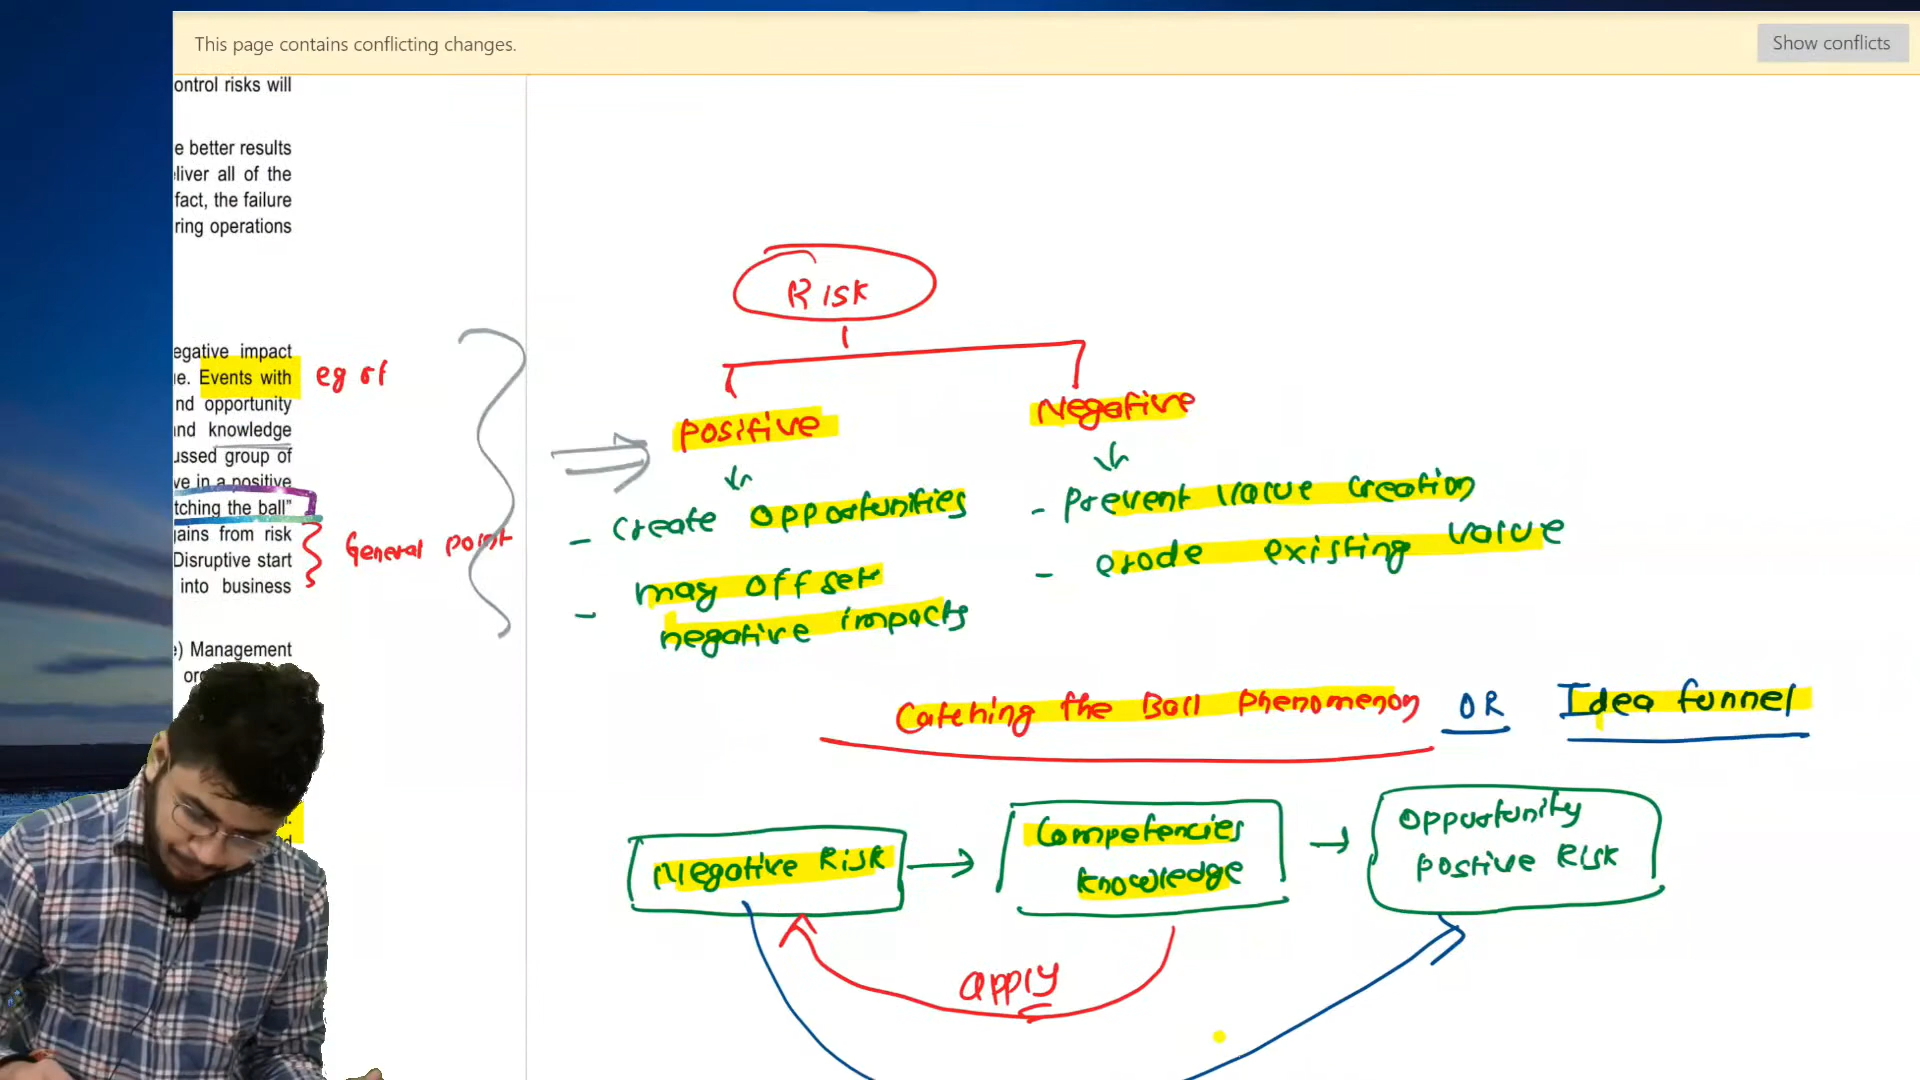 This page contains conflicting changes.
Show conflicts
ontrol risks will
e better results
liver all of the
fact, the failure
ring operations
egative impact
e. Events with
nd opportunity
and knowledge
ussed group of
ve in a positive
tching the ball"
gains from risk
Disruptive start
into business
e) Management
eg of
General point
Risk
Positive
Negative
- Create opportunities
- may offset
negative impacts
- Prevent value creation
- erode existing value
Catching the Ball Phenomenon OR Idea funnel
Negative Risk
Competencies
knowledge
opportunity
postive Risk
apply